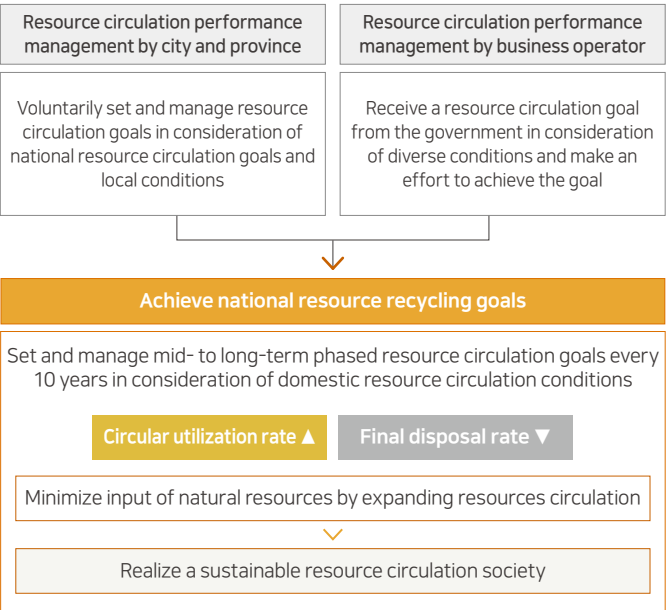 Resource circulation performance
management by city and province
Resource circulation performance
management by business operator
Voluntarily set and manage resource
circulation goals in consideration of
national resource circulation goals and
local conditions
Receive a resource circulation goal
from the government in consideration
of diverse conditions and make an
effort to achieve the goal
Achieve national resource recycling goals
Set and manage mid- to long-term phased resource circulation goals every
10 years in consideration of domestic resource circulation conditions
Circular utilization rate ▲
Final disposal rate ▼
Minimize input of natural resources by expanding resources circulation
Realize a sustainable resource circulation society